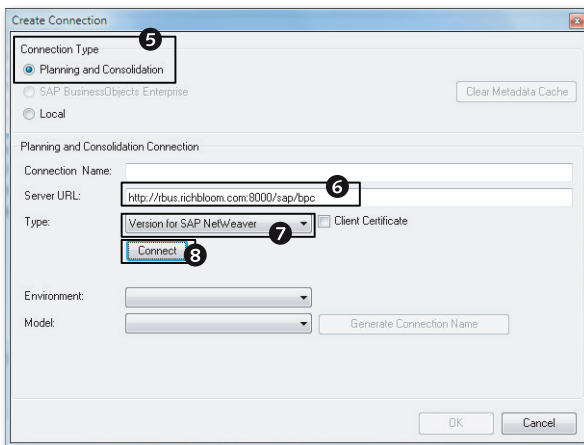 Create Connection
5
Connection Type
Planning and Consolidation
SAP BusinessObjects Enterprise
Clear Metadata Cache
Local
Planning and Consolidation Connection
Connection Name:
6
Server URL: http://rbus.richbloom.com:8000/sap/bpc
Type: Version for SAP NetWeaver 7 Client Certificate
Connect 8
Environment:
Model: Generate Connection Name
OK Cancel